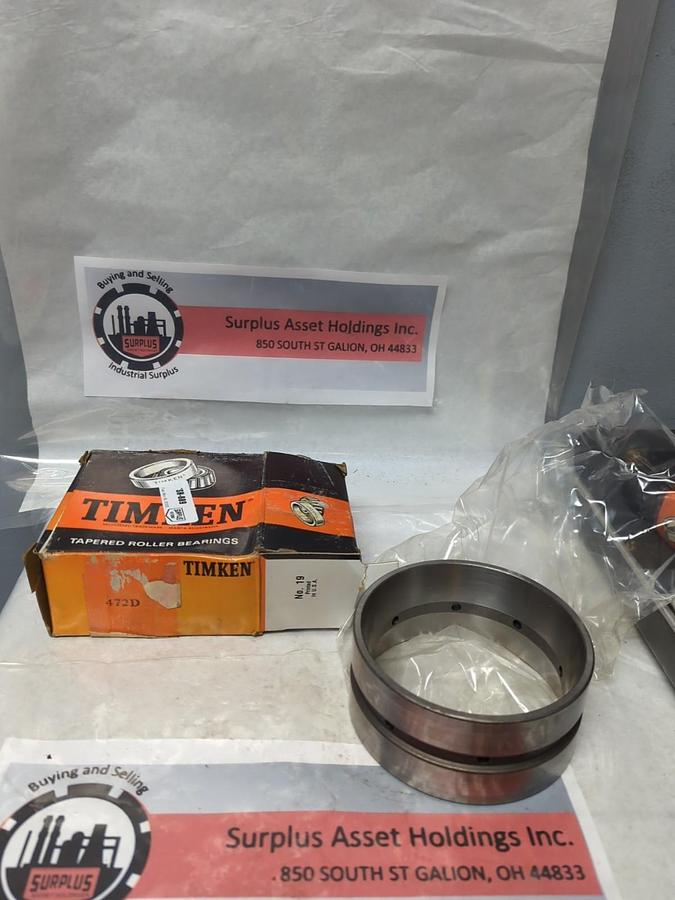 Buying and Selling
SURPLUS
Industrial Surplus
Surplus Asset Holdings Inc.
850 SOUTH ST GALION, OH 44833
TIMKEN
TIMKEN
TAPERED ROLLER BEARINGS
TIMKEN
472D
No. 19
Printed
in U.S.A.
Buying and Selling
SURPLUS
Surplus Asset Holdings Inc.
850 SOUTH ST GALION, OH 44833